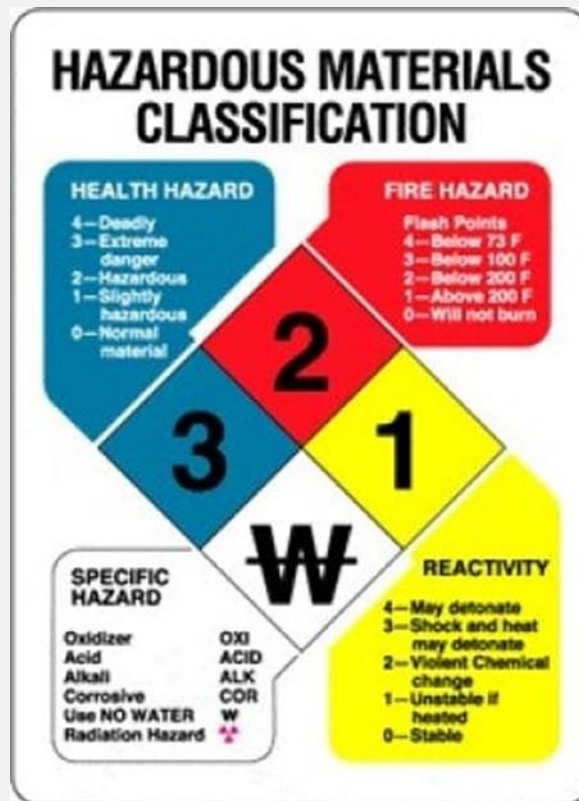 HAZARDOUS MATERIALS
CLASSIFICATION
HEALTH HAZARD
4—Deadly
3—Extreme
danger
2—Hazardous
1—Slightly
hazardous
0—Normal
material
FIRE HAZARD
Flash Points
4—Below 73 F
3—Below 100 F
2—Below 200 F
1—Above 200 F
0—Will not burn
2
3
1
W
SPECIFIC
HAZARD
Oxidizer OXI
Acid ACID
Alkali ALK
Corrosive COR
Use NO WATER W
Radiation Hazard
REACTIVITY
4—May detonate
3—Shock and heat
may detonate
2—Violent Chemical
change
1—Unstable if
heated
0—Stable